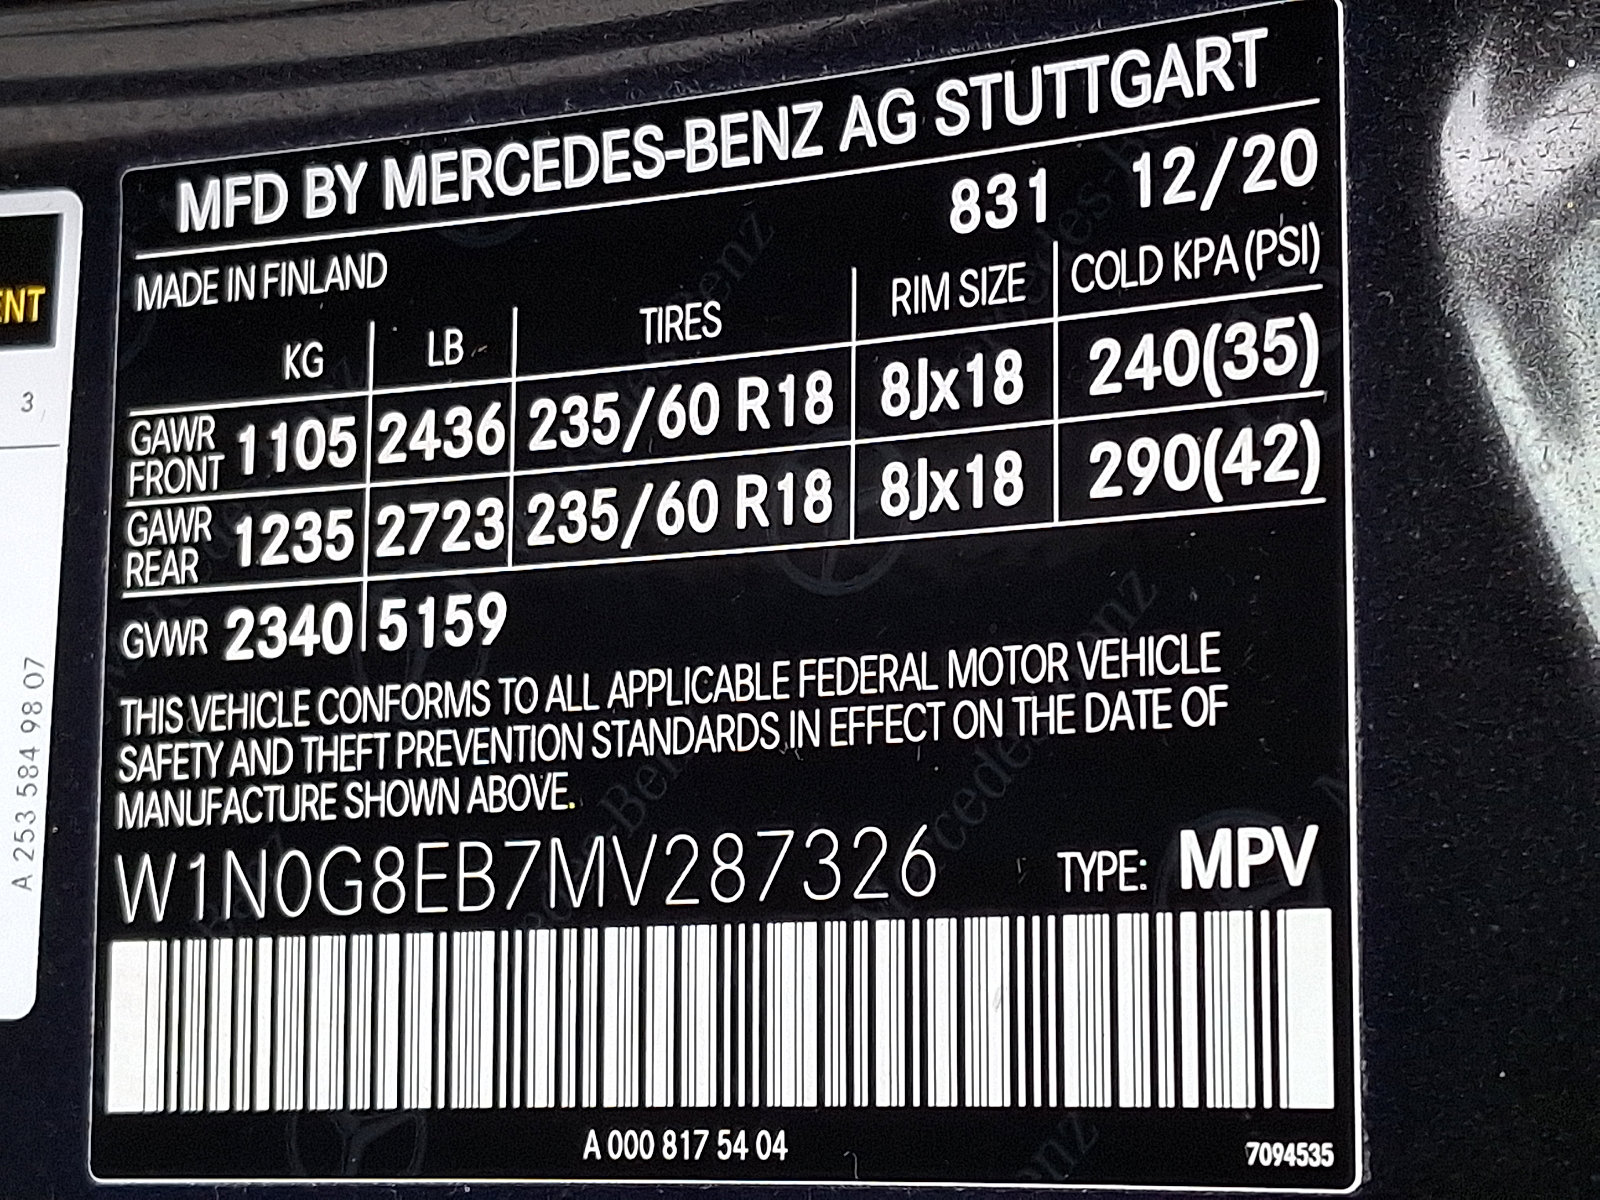 MFD BY MERCEDES-BENZ AG STUTTGART
831 12/20
MADE IN FINLAND
KG LB TIRES RIM SIZE COLD KPA (PSI)
GAWR FRONT 1105 2436 235/60 R18 8Jx18 240(35)
GAWR REAR 1235 2723 235/60 R18 8Jx18 290(42)
GVWR 2340 5159
THIS VEHICLE CONFORMS TO ALL APPLICABLE FEDERAL MOTOR VEHICLE
SAFETY AND THEFT PREVENTION STANDARDS IN EFFECT ON THE DATE OF
MANUFACTURE SHOWN ABOVE.
W1N0G8EB7MV287326 TYPE: MPV
A 000 817 54 04 7094535
3
A 253 584 98 07